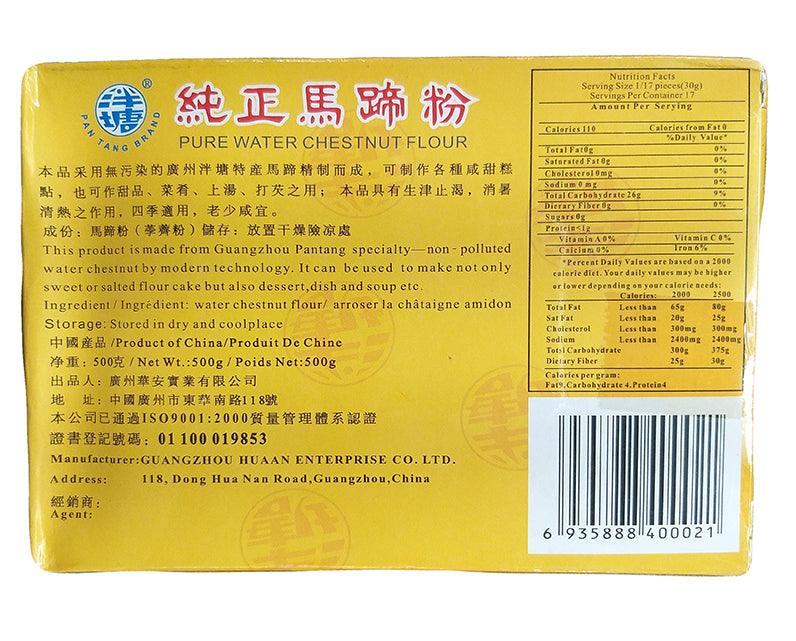 泮塘
®
PAN TANG BRAND
純正馬蹄粉
PURE WATER CHESTNUT FLOUR
本品采用無污染的廣州泮塘特産馬蹄精制而成，可制作各種咸甜糕
點，也可作甜品、菜肴、上湯、打芡之用；本品具有生津止渴，消暑
清熱之作用，四季適用，老少咸宜。
成份：馬蹄粉（荸薺粉）儲存：放置干燥險凉處
This product is made from Guangzhou Pantang specialty—non-polluted
water chestnut by modern technology. It can be used to make not only
sweet or salted flour cake but also dessert,dish and soup etc.
Ingredient / Ingrédient: water chestnut flour/ arroser la châtaigne amidon
Storage: Stored in dry and coolplace
中國産品 /Product of China/Produit De Chine
净重：500克 / Net Wt.:500g / Poids Net:500g
出品人：廣州華安實業有限公司
地 址：中國廣州市東華南路118號
本公司已通過ISO9001:2000質量管理體系認證
證書登記號碼：01 100 019853
Manufacturer:GUANGZHOU HUAAN ENTERPRISE CO. LTD.
Address: 118, Dong Hua Nan Road,Guangzhou,China
經銷商：
Agent:
Nutrition Facts
Serving Size 1/17 pieces(30g)
Servings Per Container 17
Amount Per Serving
Calories 110 Calories from Fat 0
%Daily Value*
Total Fat0g 0%
Saturated Fat 0g 0%
Cholesterol 0mg 0%
Sodium 0 mg 0%
Total Carbohydrate 26g 9%
Dierrary Fiber 0g 0%
Sugars 0g
Protein<1g
Vitamin A 0% Vitamin C 0%
Calcium 0% Iron 6%
*Percent Daily Values are based on a 2000
calorie diet. Your daily values may be higher
or lower depending on your calorie needs:
Calories: 2000 2500
Total Fat Less than 65g 80g
Sat Fat Less than 20g 25g
Cholesterol Less than 300mg 300mg
Sodium Less than 2400mg 2400mg
Total Carbohydrate 300g 375g
Dietary Fiber 25g 30g
Calories per gram:
Fat9, Carbohydrate 4, Protein4
6 935888 400021